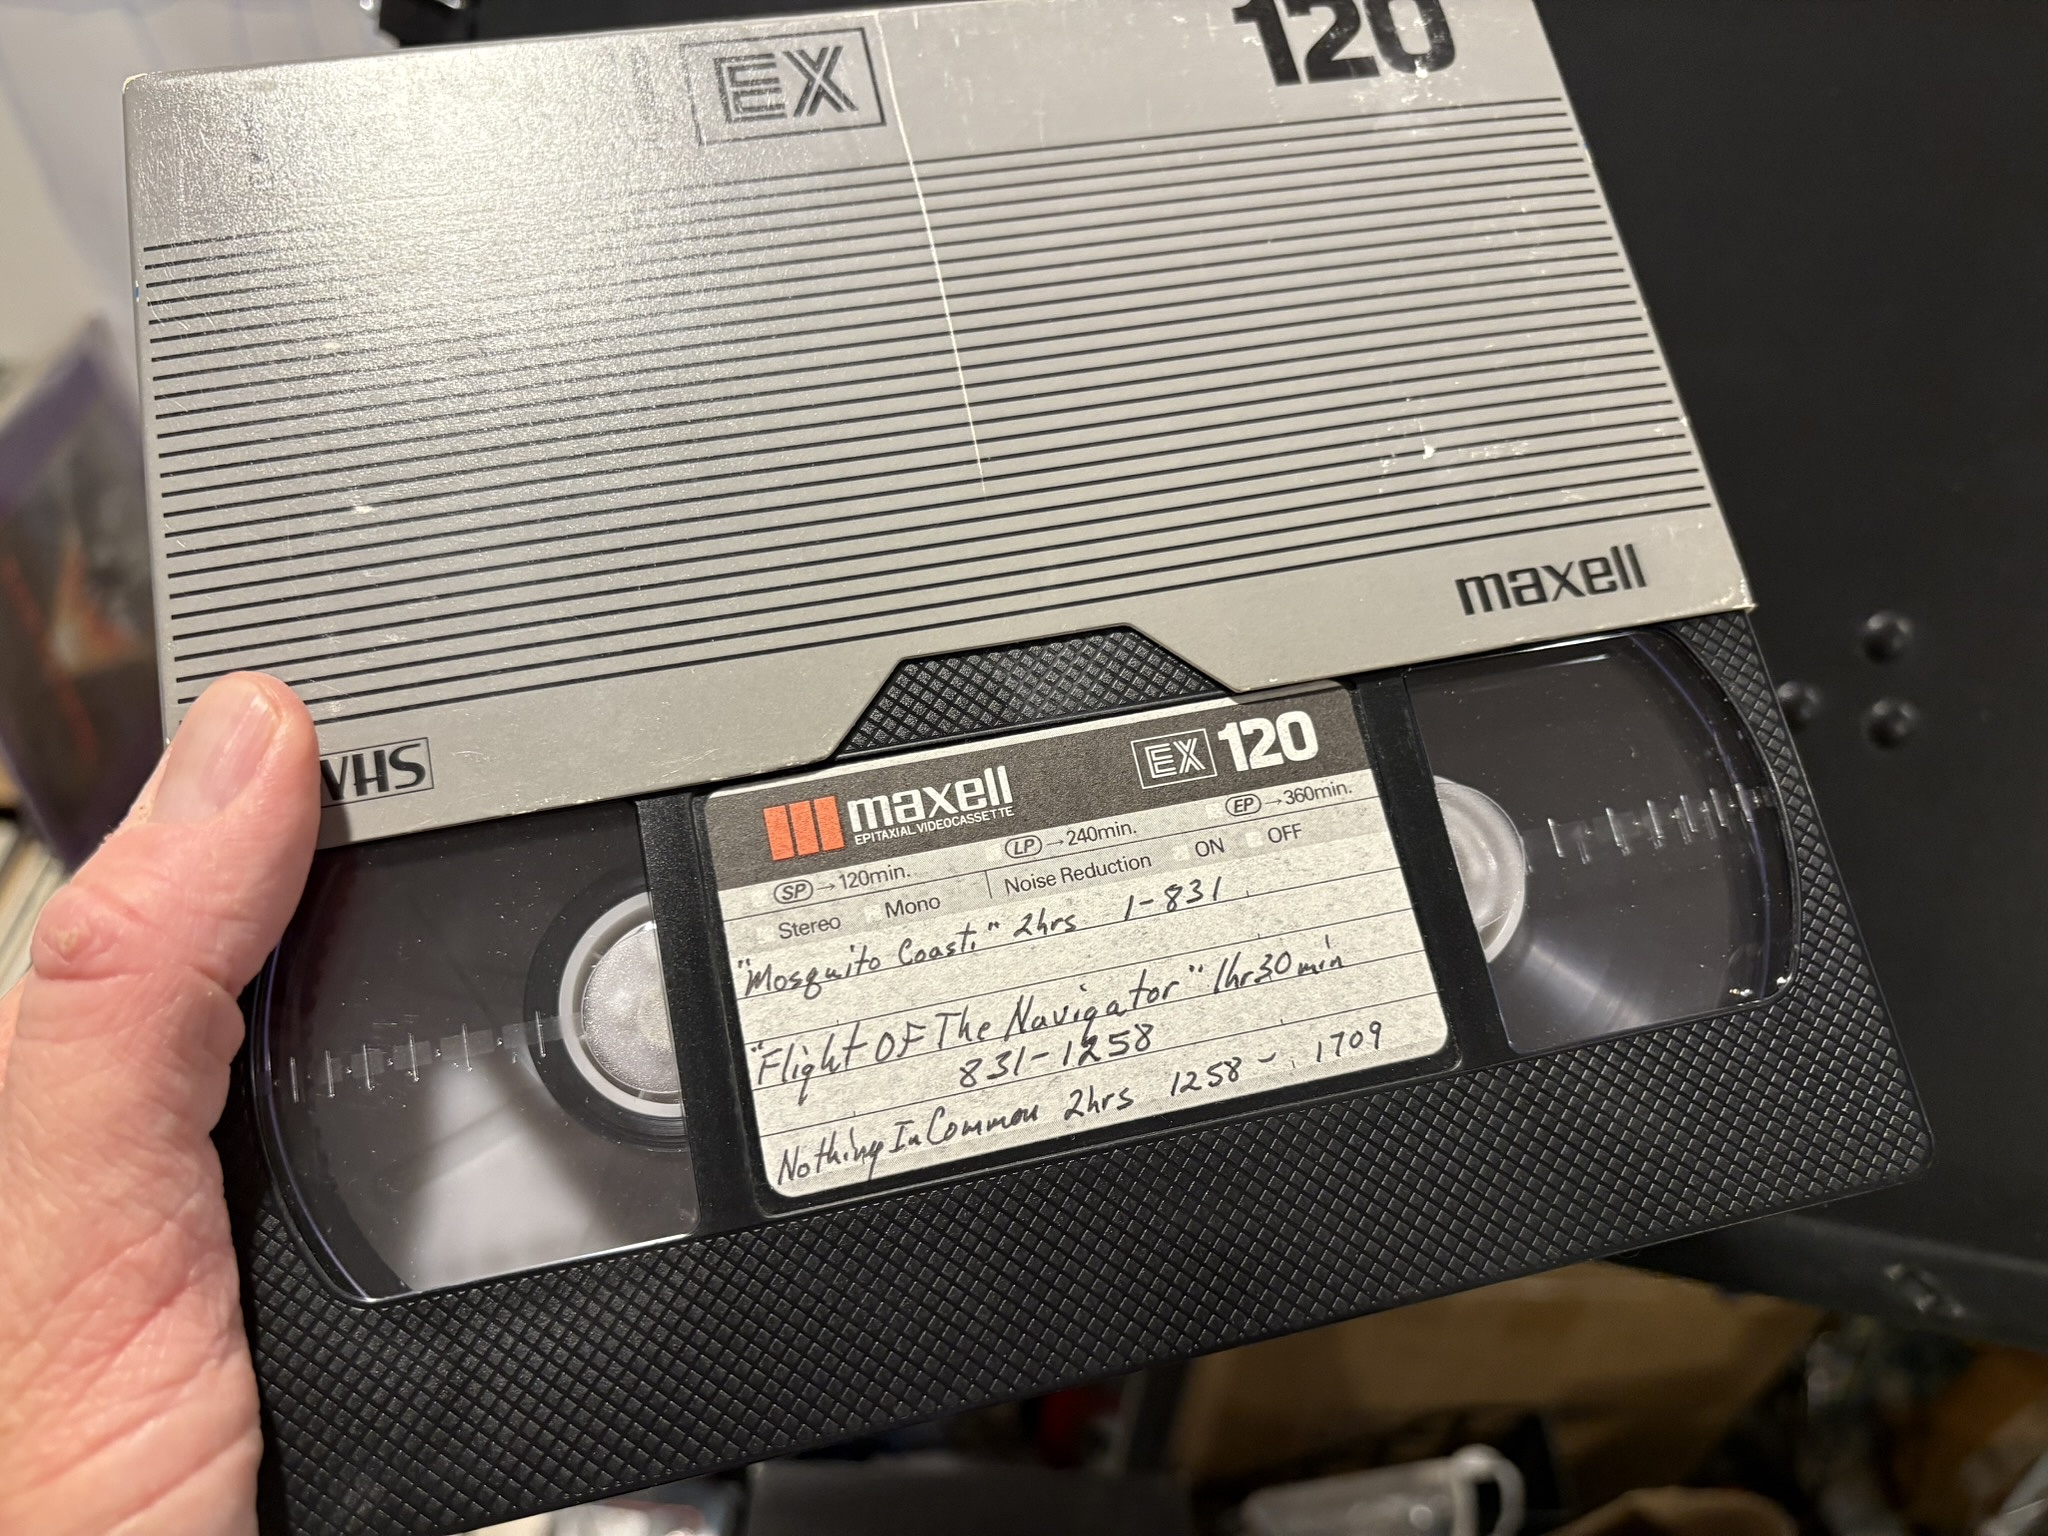 EX 120
maxell
VHS
maxell EX 120
EPITAXIAL VIDEOCASSETTE
SP →120min. LP →240min. EP →360min.
Stereo Mono Noise Reduction ON OFF
"Mosquito Coast." 2hrs 1-831
"Flight OF The Navigator" 1hr30min
831-1258
Nothing In Common 2hrs 1258- 1709